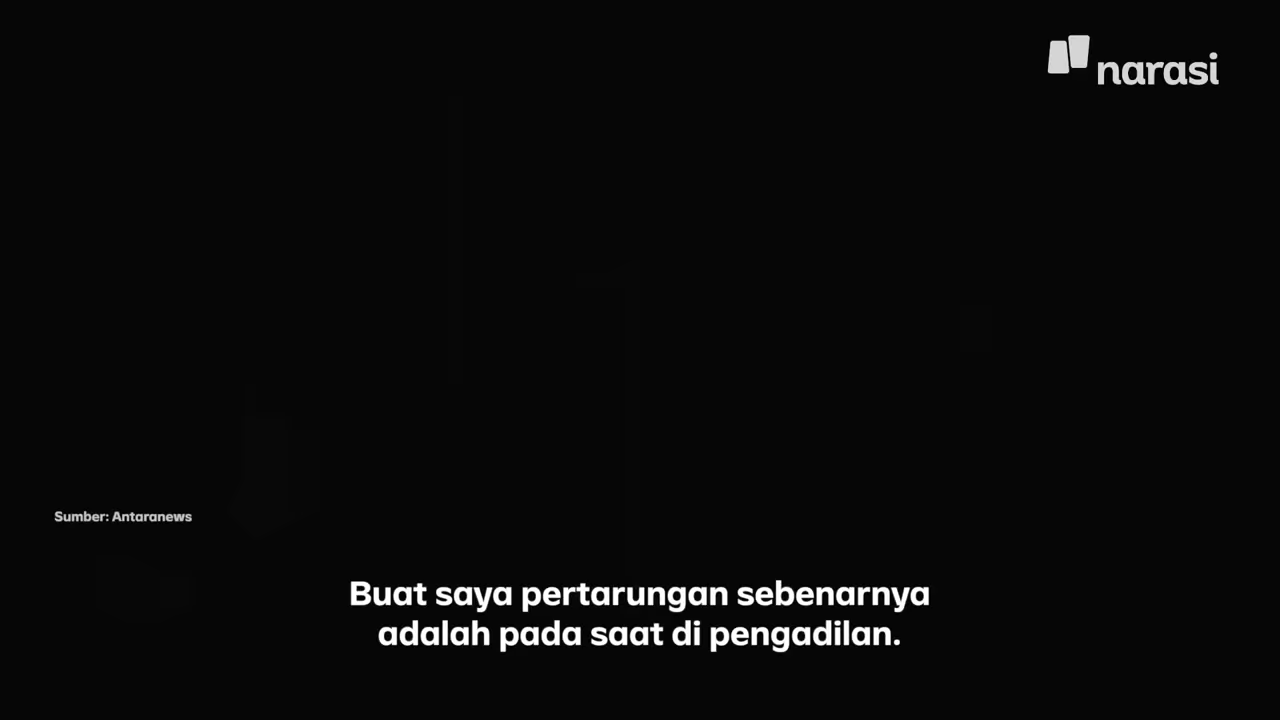 narasi
Sumber: Antaranews
Buat saya pertarungan sebenarnya
adalah pada saat di pengadilan.